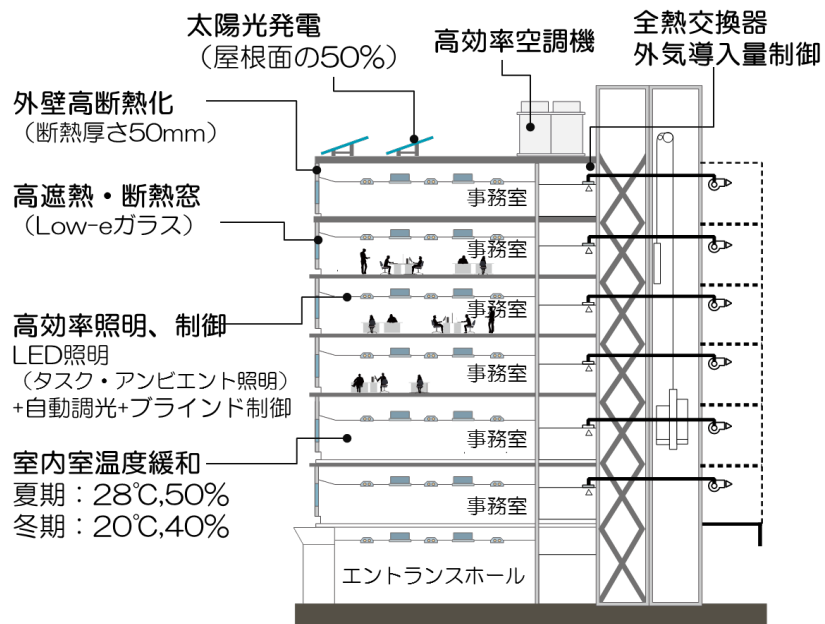 太陽光発電
（屋根面の50%）
高効率空調機
全熱交換器
外気導入量制御
外壁高断熱化
（断熱厚さ50mm）
高遮熱・断熱窓
（Low-eガラス）
高効率照明、制御
LED照明
（タスク・アンビエント照明）
+自動調光+ブラインド制御
室内室温度緩和
夏期：28℃,50%
冬期：20℃,40%
事務室
事務室
事務室
事務室
事務室
事務室
エントランスホール